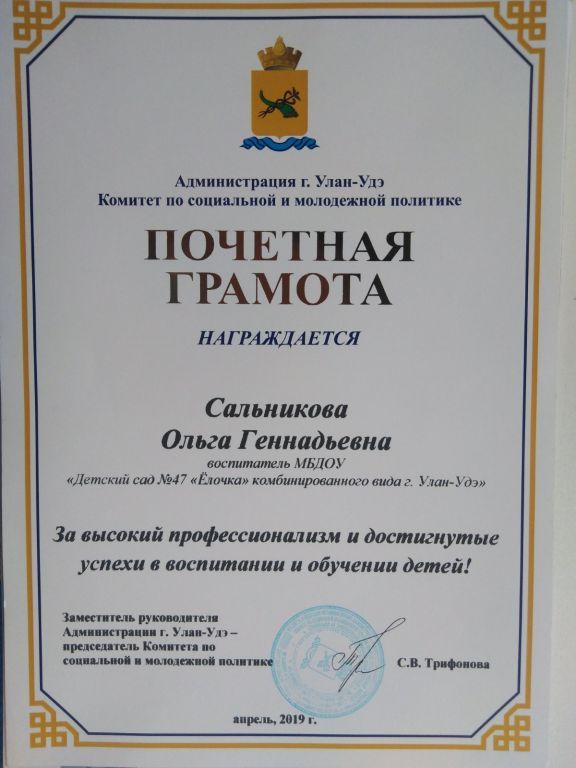 Администрация г. Улан-Удэ
Комитет по социальной и молодежной политике
ПОЧЕТНАЯ
ГРАМОТА
НАГРАЖДАЕТСЯ
Сальникова
Ольга Геннадьевна
воспитатель МБДОУ
«Детский сад №47 «Ёлочка» комбинированного вида г. Улан-Удэ»
За высокий профессионализм и достигнутые
успехи в воспитании и обучении детей!
Заместитель руководителя
Администрации г. Улан-Удэ –
председатель Комитета по
социальной и молодежной политике
С.В. Трифонова
апрель, 2019 г.